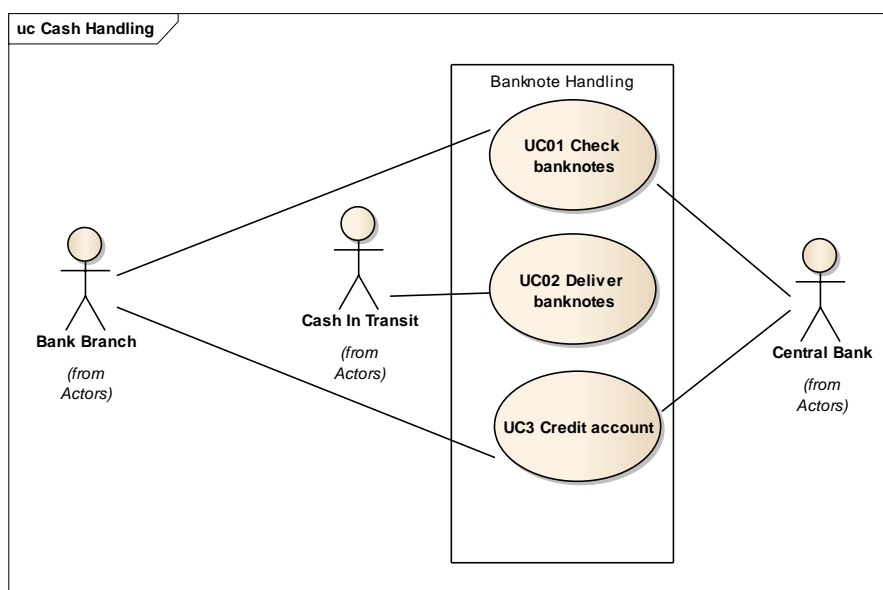 uc Cash Handling
Banknote Handling
UC01 Check
banknotes
UC02 Deliver
banknotes
UC3 Credit account
Bank Branch
(from
Actors)
Cash In Transit
(from
Actors)
Central Bank
(from
Actors)